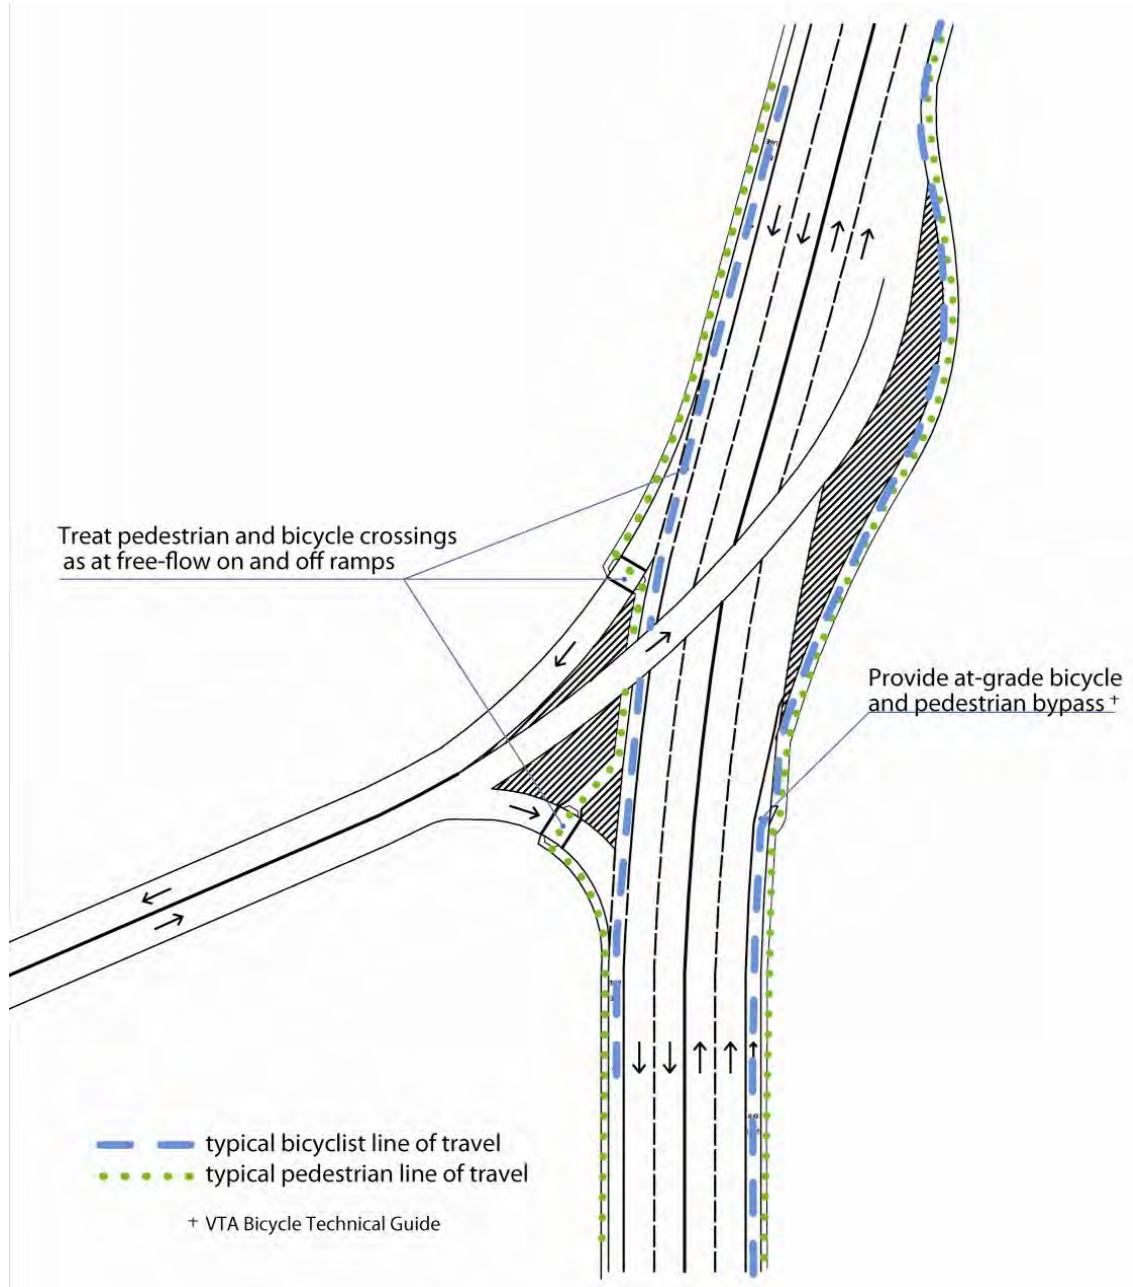 Treat pedestrian and bicycle crossings
as at free-flow on and off ramps
Provide at-grade bicycle
and pedestrian bypass †
typical bicyclist line of travel
typical pedestrian line of travel
† VTA Bicycle Technical Guide